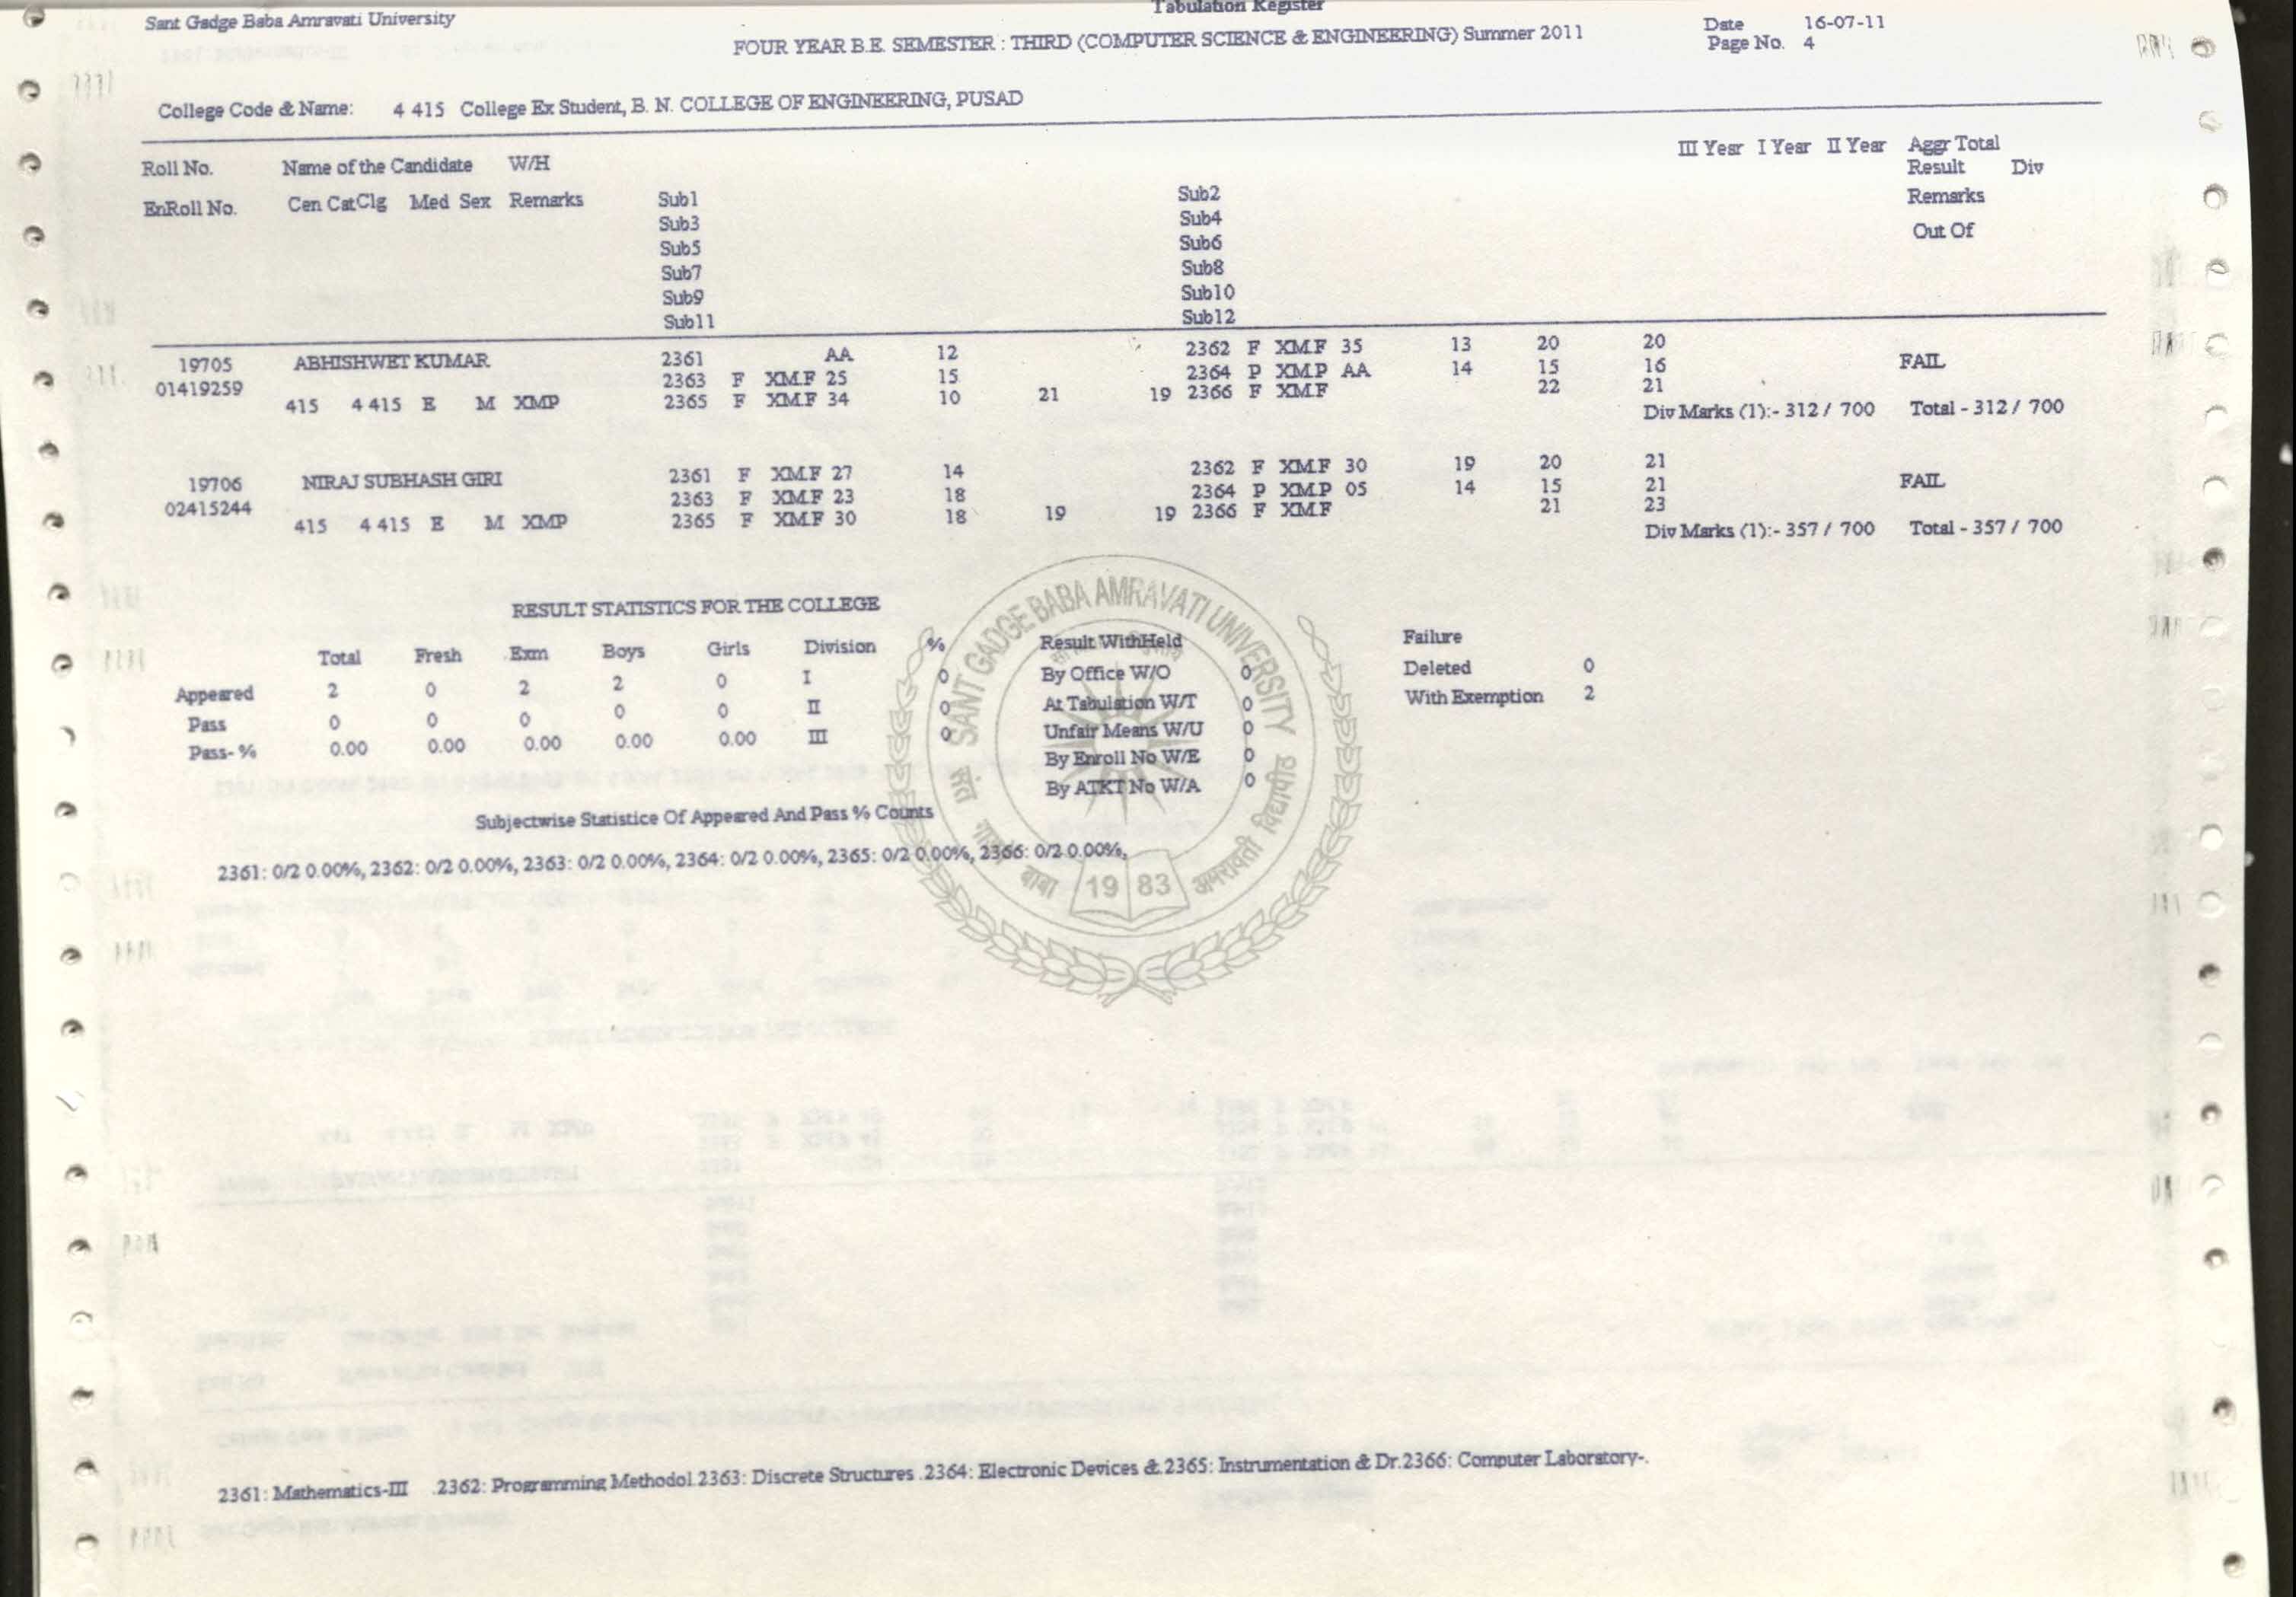 Tabulation Register
Sant Gadge Baba Amravati University
FOUR YEAR B.E. SEMESTER : THIRD (COMPUTER SCIENCE & ENGINEERING) Summer 2011
Date 16-07-11
Page No. 4
College Code & Name: 4 415 College Ex Student, B. N. COLLEGE OF ENGINEERING, PUSAD
III Year I Year II Year Aggr Total
Roll No. Name of the Candidate W/H Result Div
EnRoll No. Cen CatClg Med Sex Remarks Sub1 Sub2 Remarks
Sub3 Sub4
Sub5 Sub6 Out Of
Sub7 Sub8
Sub9 Sub10
Sub11 Sub12
19705 ABHISHWET KUMAR 2361 AA 12 2362 F XM.F 35 13 20 20
01419259 2363 F XM.F 25 15 2364 P XM.P AA 14 15 16 FAIL
415 4 415 E M XMP 2365 F XM.F 34 10 21 19 2366 F XM.F 22 21
Div Marks (1):- 312 / 700 Total - 312 / 700
19706 NIRAJ SUBHASH GIRI 2361 F XM.F 27 14 2362 F XM.F 30 19 20 21
02415244 2363 F XM.F 23 18 2364 P XM.P 05 14 15 21 FAIL
415 4 415 E M XMP 2365 F XM.F 30 18 19 19 2366 F XM.F 21 23
Div Marks (1):- 357 / 700 Total - 357 / 700
RESULT STATISTICS FOR THE COLLEGE
Total Fresh Exm Boys Girls Division % Result WithHeld Failure
Appeared 2 0 2 2 0 I 0 By Office W/O 0 Deleted 0
Pass 0 0 0 0 0 II 0 At Tabulation W/T 0 With Exemption 2
Pass- % 0.00 0.00 0.00 0.00 0.00 III 0 Unfair Means W/U 0
By Enroll No W/E 0
By ATKT No W/A 0
Subjectwise Statistice Of Appeared And Pass % Counts
2361: 0/2 0.00%, 2362: 0/2 0.00%, 2363: 0/2 0.00%, 2364: 0/2 0.00%, 2365: 0/2 0.00%, 2366: 0/2 0.00%,
SANT GADGE BABA AMRAVATI UNIVERSITY
संत गाडगे बाबा अमरावती विद्यापीठ
19 83
2361: Mathematics-III .2362: Programming Methodol.2363: Discrete Structures .2364: Electronic Devices &.2365: Instrumentation & Dr.2366: Computer Laboratory-.